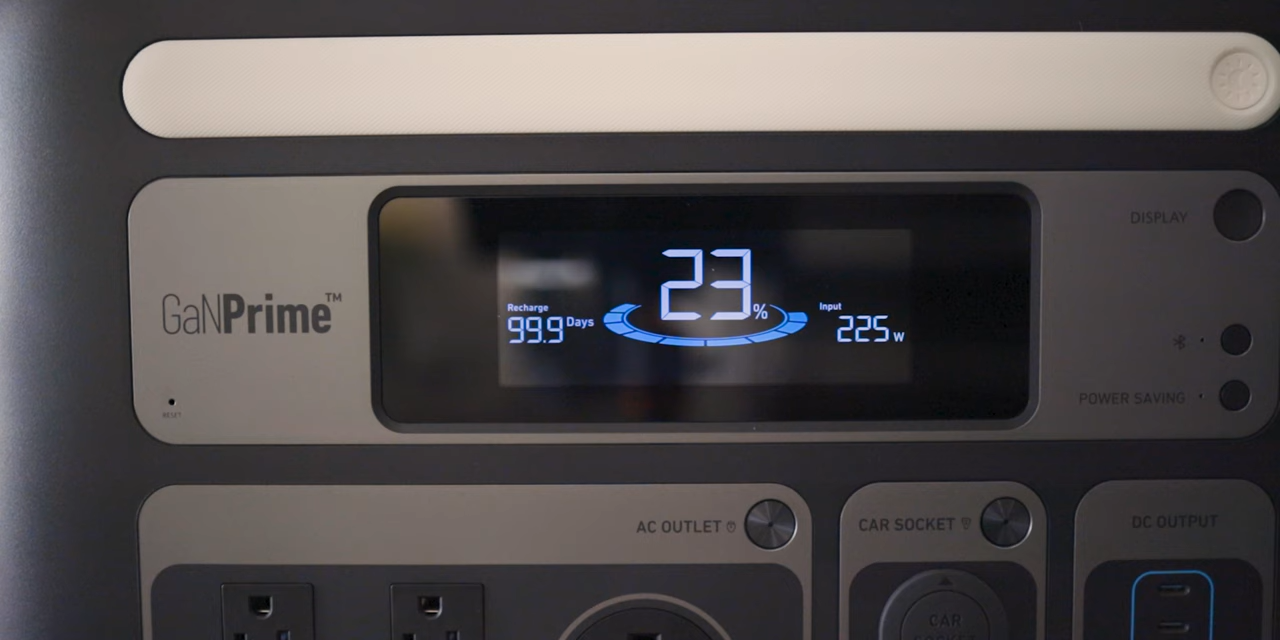 GaNPrime™
RESET
Recharge
99.9 Days
23%
Input
225 W
DISPLAY
POWER SAVING
AC OUTLET
CAR SOCKET
DC OUTPUT
CAR
SOCKET